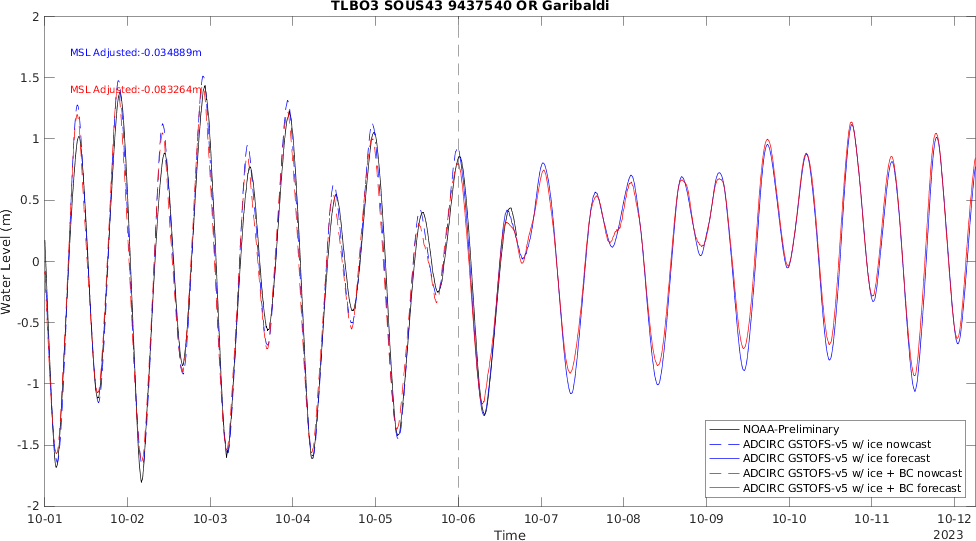 TLBO3 SOUS43 9437540 OR Garibaldi
MSL Adjusted:-0.034889m
MSL Adjusted:-0.083264m
Water Level (m)
2
1.5
1
0.5
0
-0.5
-1
-1.5
-2
NOAA-Preliminary
ADCIRC GSTOFS-v5 w/ ice nowcast
ADCIRC GSTOFS-v5 w/ ice forecast
ADCIRC GSTOFS-v5 w/ ice + BC nowcast
ADCIRC GSTOFS-v5 w/ ice + BC forecast
10-01 10-02 10-03 10-04 10-05 10-06 10-07 10-08 10-09 10-10 10-11 10-12
Time
2023